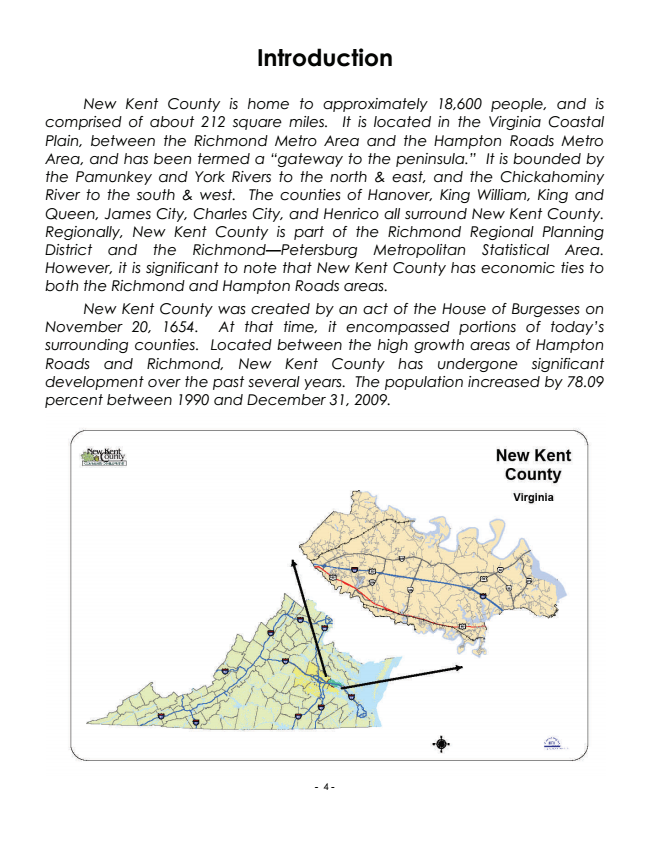 Introduction
New Kent County is home to approximately 18,600 people, and is
comprised of about 212 square miles. It is located in the Virginia Coastal
Plain, between the Richmond Metro Area and the Hampton Roads Metro
Area, and has been termed a “gateway to the peninsula.” It is bounded by
the Pamunkey and York Rivers to the north & east, and the Chickahominy
River to the south & west. The counties of Hanover, King William, King and
Queen, James City, Charles City, and Henrico all surround New Kent County.
Regionally, New Kent County is part of the Richmond Regional Planning
District and the Richmond—Petersburg Metropolitan Statistical Area.
However, it is significant to note that New Kent County has economic ties to
both the Richmond and Hampton Roads areas.
New Kent County was created by an act of the House of Burgesses on
November 20, 1654. At that time, it encompassed portions of today’s
surrounding counties. Located between the high growth areas of Hampton
Roads and Richmond, New Kent County has undergone significant
development over the past several years. The population increased by 78.09
percent between 1990 and December 31, 2009.
New Kent
County
New Kent
County
Virginia
- 4 -